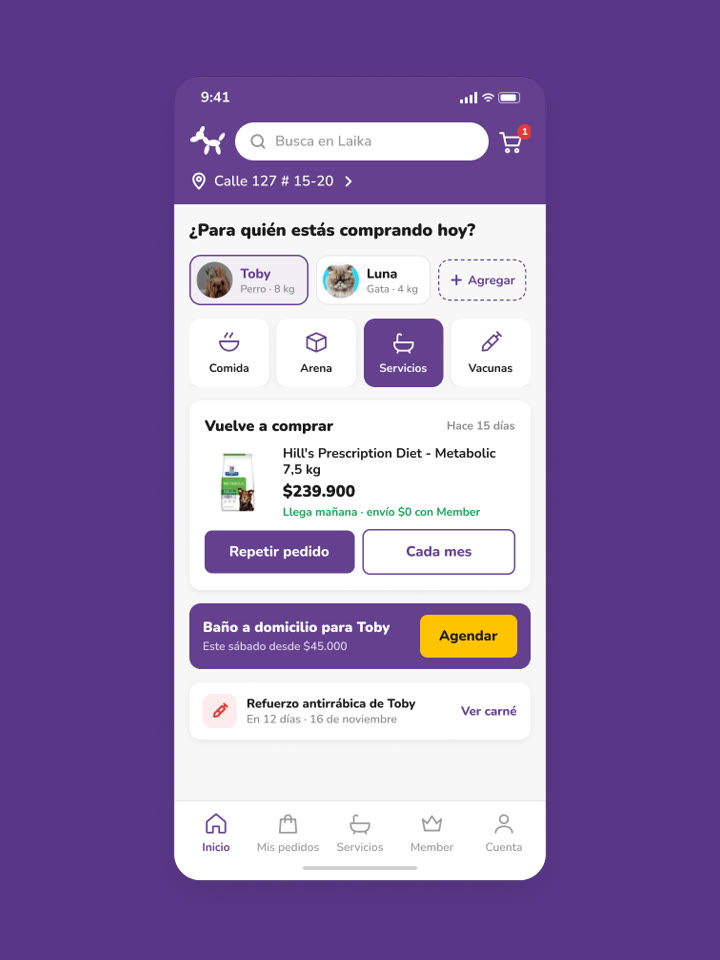 9:41
Busca en Laika
1
Calle 127 # 15-20
¿Para quién estás comprando hoy?
Toby
Perro · 8 kg
Luna
Gata · 4 kg
+ Agregar
Comida
Arena
Servicios
Vacunas
Vuelve a comprar
Hace 15 días
Hill's Prescription Diet - Metabolic
7,5 kg
$239.900
Llega mañana · envío $0 con Member
Repetir pedido
Cada mes
Baño a domicilio para Toby
Este sábado desde $45.000
Agendar
Refuerzo antirrábica de Toby
En 12 días · 16 de noviembre
Ver carné
Inicio
Mis pedidos
Servicios
Member
Cuenta